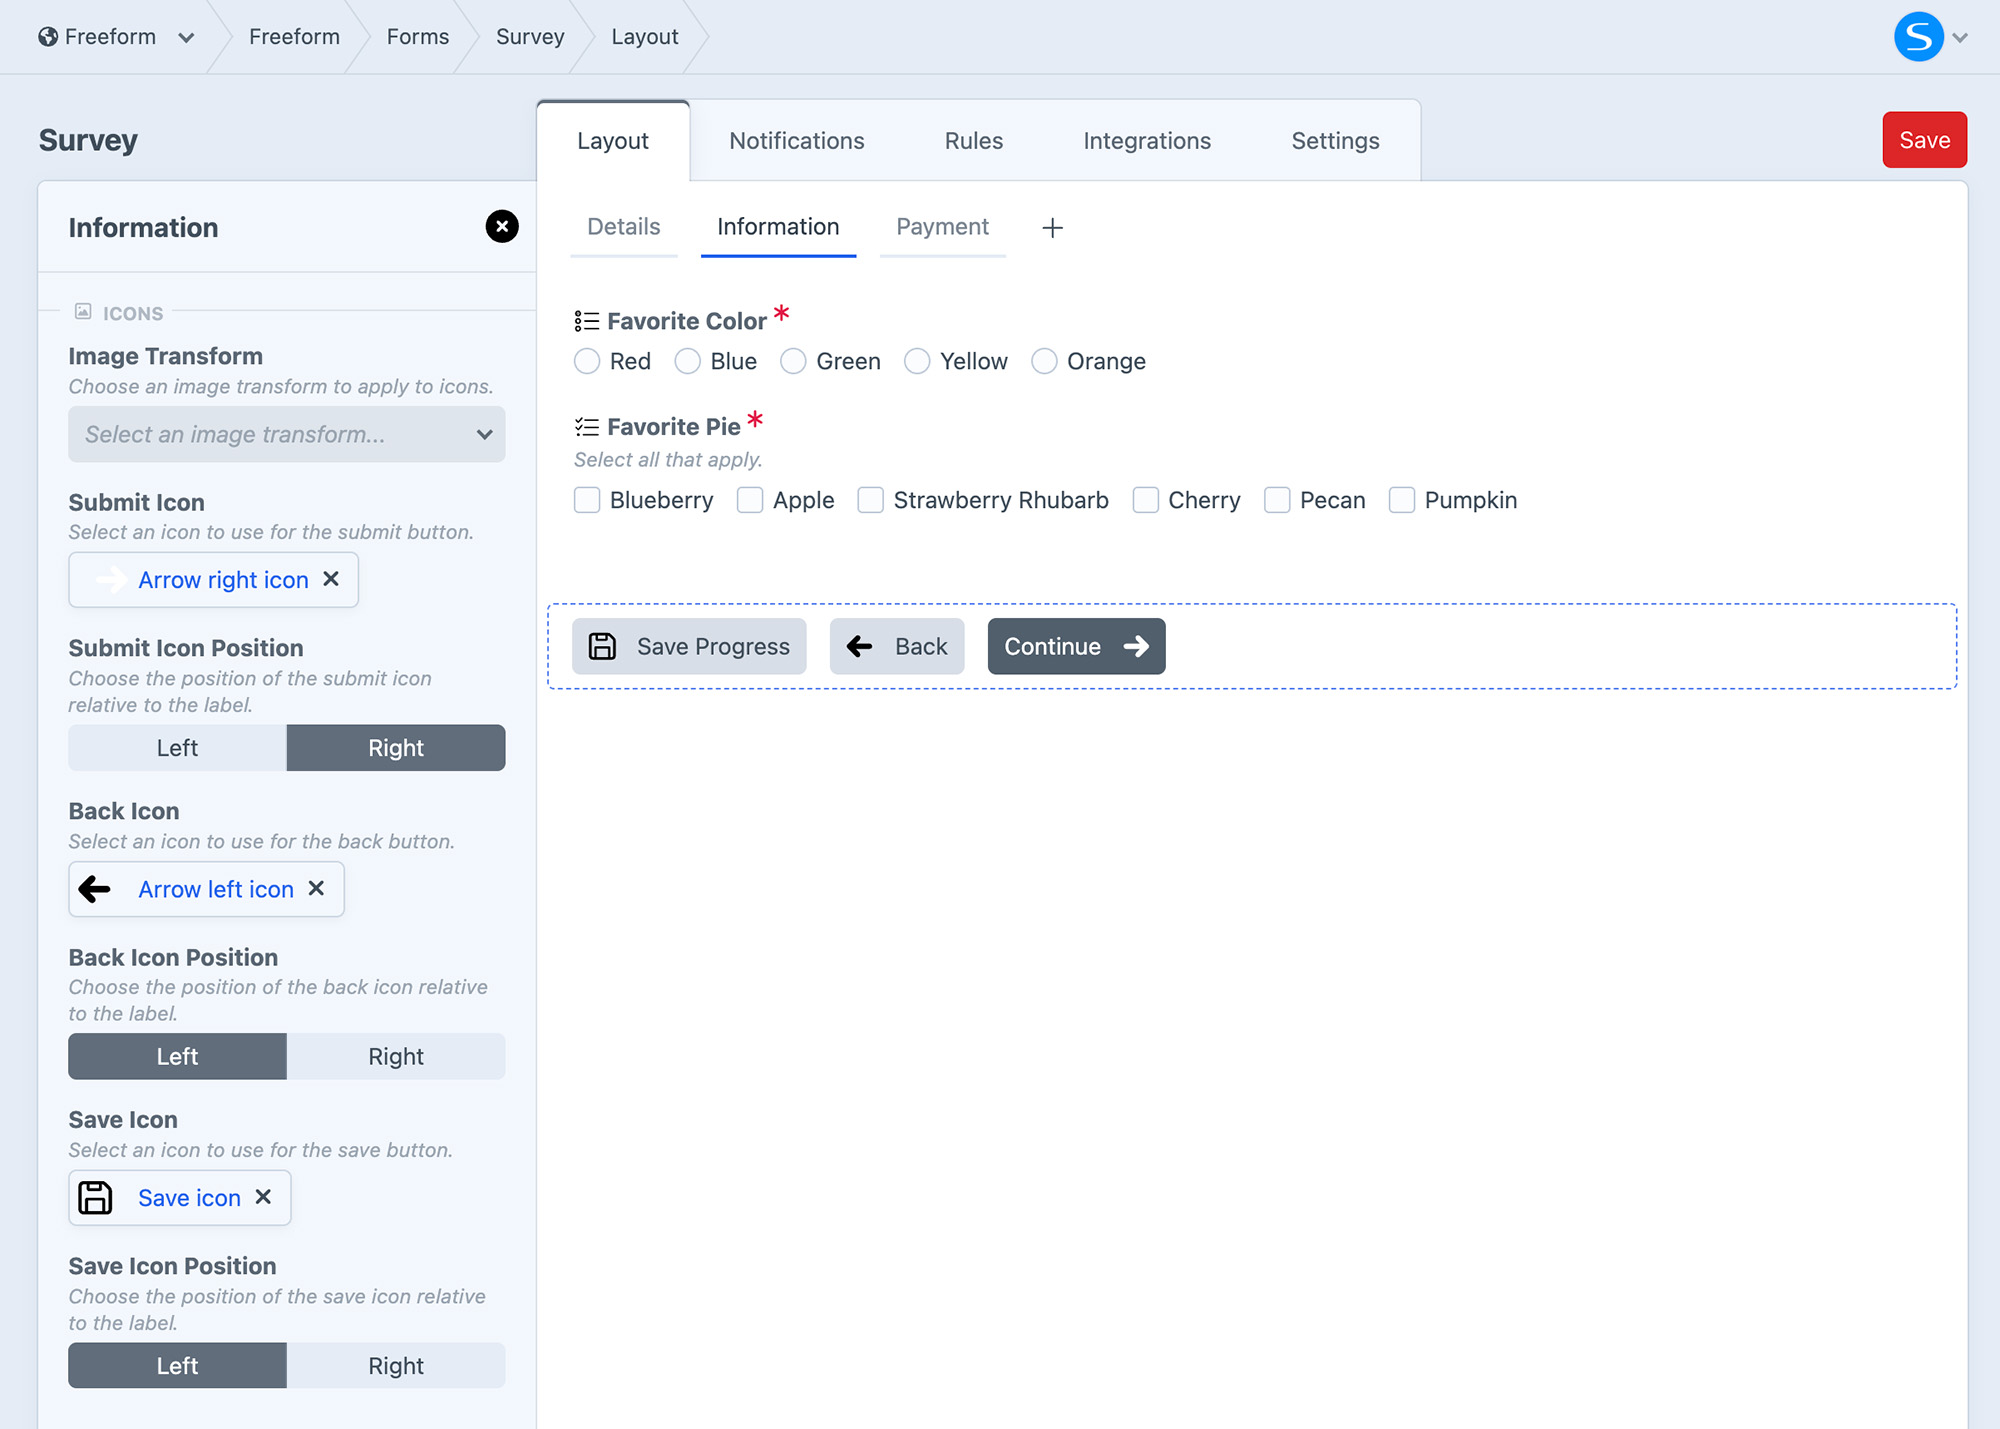 Freeform Freeform Forms Survey Layout
S
Survey
Layout Notifications Rules Integrations Settings
Save
Information
Details Information Payment +
ICONS
Image Transform
Choose an image transform to apply to icons.
Select an image transform...
Submit Icon
Select an icon to use for the submit button.
Arrow right icon
Submit Icon Position
Choose the position of the submit icon
relative to the label.
Left Right
Back Icon
Select an icon to use for the back button.
Arrow left icon
Back Icon Position
Choose the position of the back icon relative
to the label.
Left Right
Save Icon
Select an icon to use for the save button.
Save icon
Save Icon Position
Choose the position of the save icon relative
to the label.
Left Right
Favorite Color *
Red Blue Green Yellow Orange
Favorite Pie *
Select all that apply.
Blueberry Apple Strawberry Rhubarb Cherry Pecan Pumpkin
Save Progress Back Continue